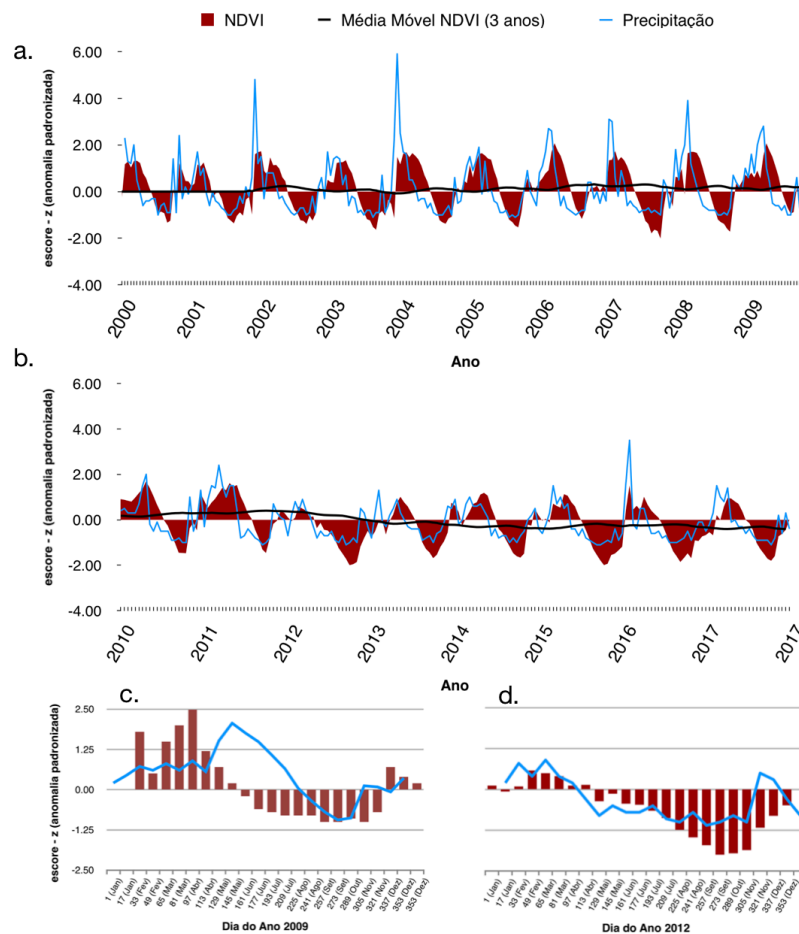 NDVI Média Móvel NDVI (3 anos) Precipitação
a.
escore - z (anomalia padronizada)
6.00
4.00
2.00
0.00
-2.00
-4.00
2000 2001 2002 2003 2004 2005 2006 2007 2008 2009
Ano
b.
escore - z (anomalia padronizada)
6.00
4.00
2.00
0.00
-2.00
-4.00
2010 2011 2012 2013 2014 2015 2016 2017 2017
Ano
c.
d.
escore - z (anomalia padronizada)
2.50
1.25
0.00
-1.25
-2.50
1 (Jan) 17 (Jan) 33 (Fev) 49 (Fev) 65 (Mar) 81 (Mar) 97 (Abr) 113 (Abr) 129 (Mai) 145 (Mai) 161 (Jun) 177 (Jun) 193 (Jul) 209 (Jul) 225 (Ago) 241 (Ago) 257 (Set) 273 (Set) 289 (Out) 305 (Nov) 321 (Nov) 337 (Dez) 353 (Dez) 353 (Dez)
Dia do Ano 2009
1 (Jan) 17 (Jan) 33 (Fev) 49 (Fev) 65 (Mar) 81 (Mar) 97 (Abr) 113 (Abr) 129 (Mai) 145 (Mai) 161 (Jun) 177 (Jun) 193 (Jul) 209 (Jul) 225 (Ago) 241 (Ago) 257 (Set) 273 (Set) 289 (Out) 305 (Nov) 321 (Nov) 337 (Dez) 353 (Dez)
Dia do Ano 2012